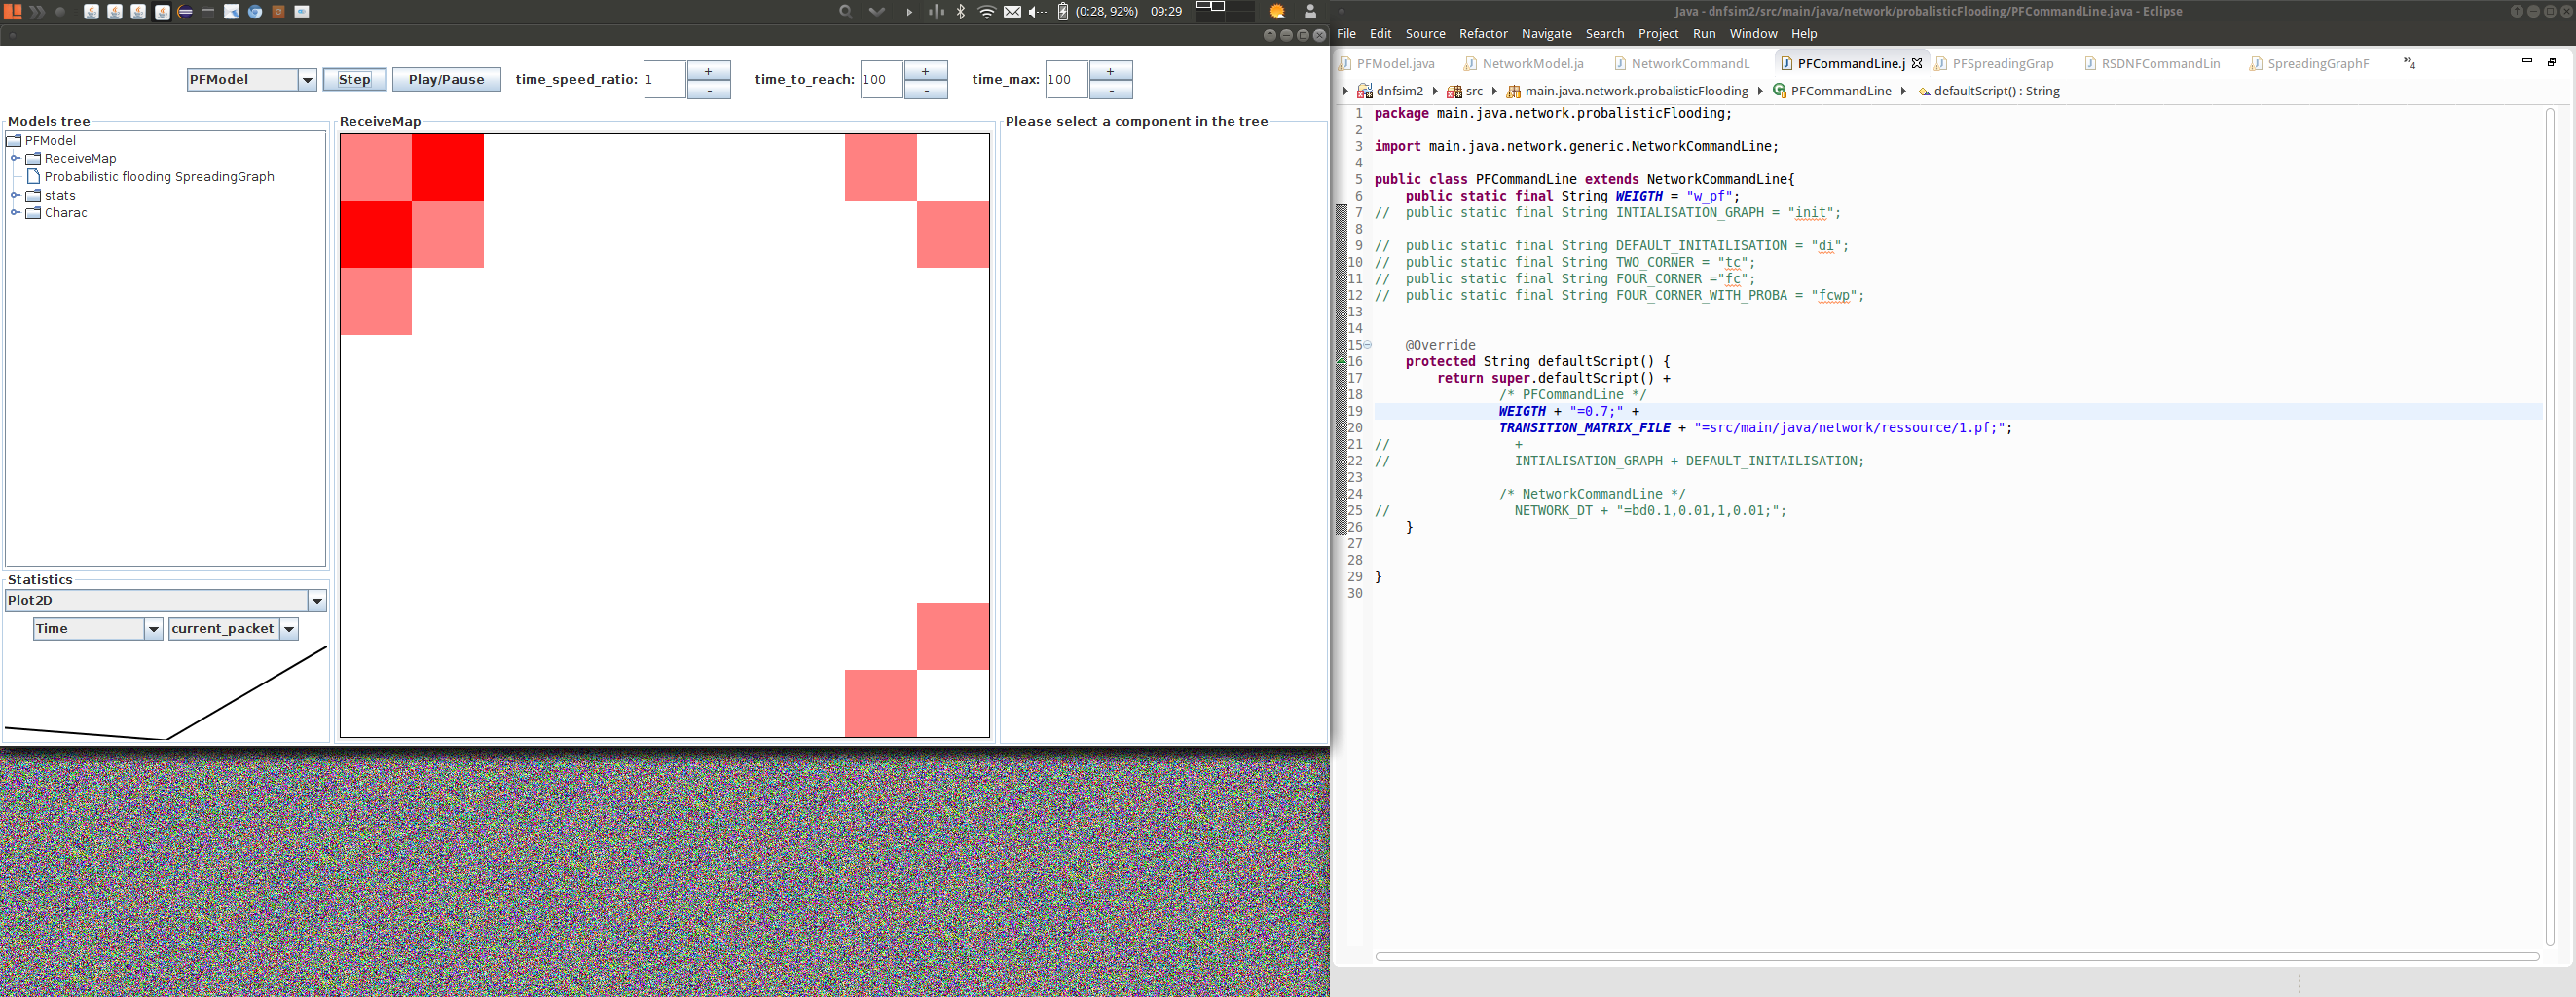 (0:28, 92%) 09:29
PFModel Step Play/Pause time_speed_ratio: 1 + - time_to_reach: 100 + - time_max: 100 + -
Models tree
PFModel
ReceiveMap
Probabilistic flooding SpreadingGraph
stats
Charac
Statistics
Plot2D
Time current_packet
ReceiveMap
Please select a component in the tree
Java - dnfsim2/src/main/java/network/probalisticFlooding/PFCommandLine.java - Eclipse
File Edit Source Refactor Navigate Search Project Run Window Help
PFModel.java NetworkModel.ja NetworkCommandL PFCommandLine.j PFSpreadingGrap RSDNFCommandLin SpreadingGraphF »4
dnfsim2 src main.java.network.probalisticFlooding PFCommandLine defaultScript() : String
1 package main.java.network.probalisticFlooding;
2
3 import main.java.network.generic.NetworkCommandLine;
4
5 public class PFCommandLine extends NetworkCommandLine{
6 public static final String WEIGTH = "w_pf";
7 // public static final String INTIALISATION_GRAPH = "init";
8
9 // public static final String DEFAULT_INITAILISATION = "di";
10 // public static final String TWO_CORNER = "tc";
11 // public static final String FOUR_CORNER ="fc";
12 // public static final String FOUR_CORNER_WITH_PROBA = "fcwp";
13
14
15 @Override
16 protected String defaultScript() {
17 return super.defaultScript() +
18 /* PFCommandLine */
19 WEIGTH + "=0.7;" +
20 TRANSITION_MATRIX_FILE + "=src/main/java/network/ressource/1.pf;";
21 // +
22 // INTIALISATION_GRAPH + DEFAULT_INITAILISATION;
23
24 /* NetworkCommandLine */
25 // NETWORK_DT + "=bd0.1,0.01,1,0.01;";
26 }
27
28
29 }
30